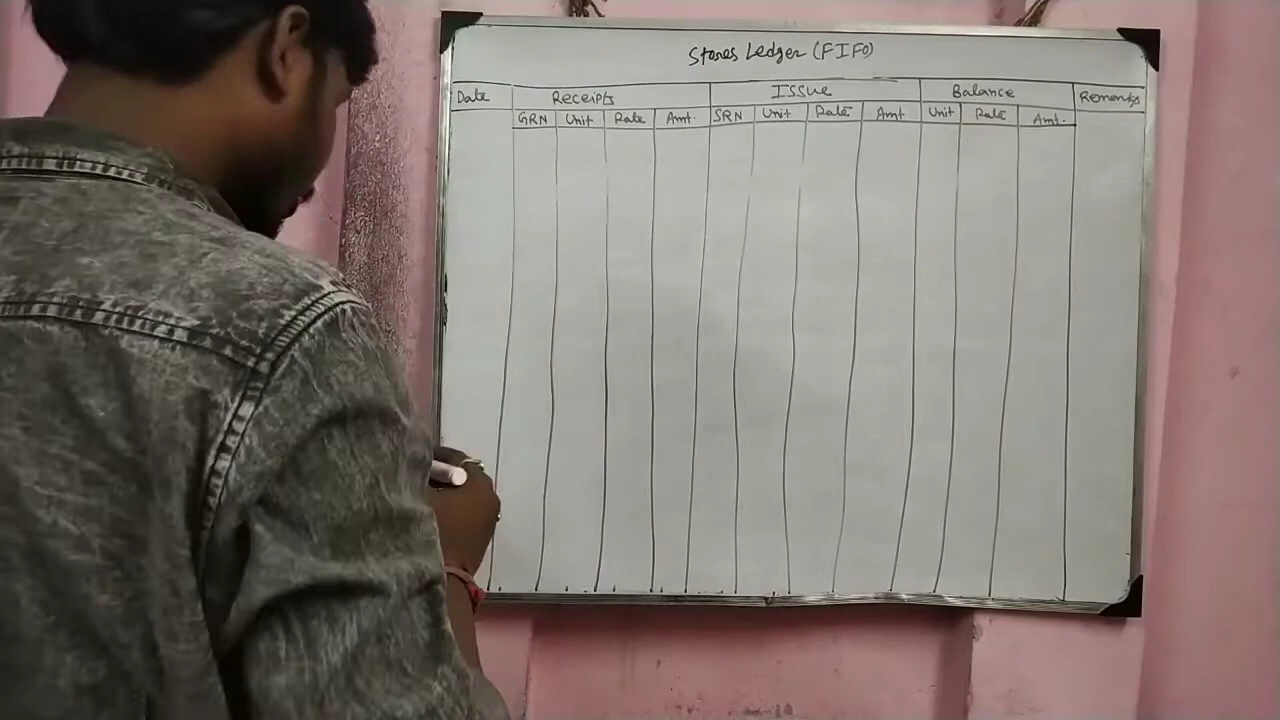 Stores Ledger (FIFO)
Date Receipts Issue Balance Remarks
GRN Unit Rate Amt. SRN Unit Rate Amt Unit Rate Amt.